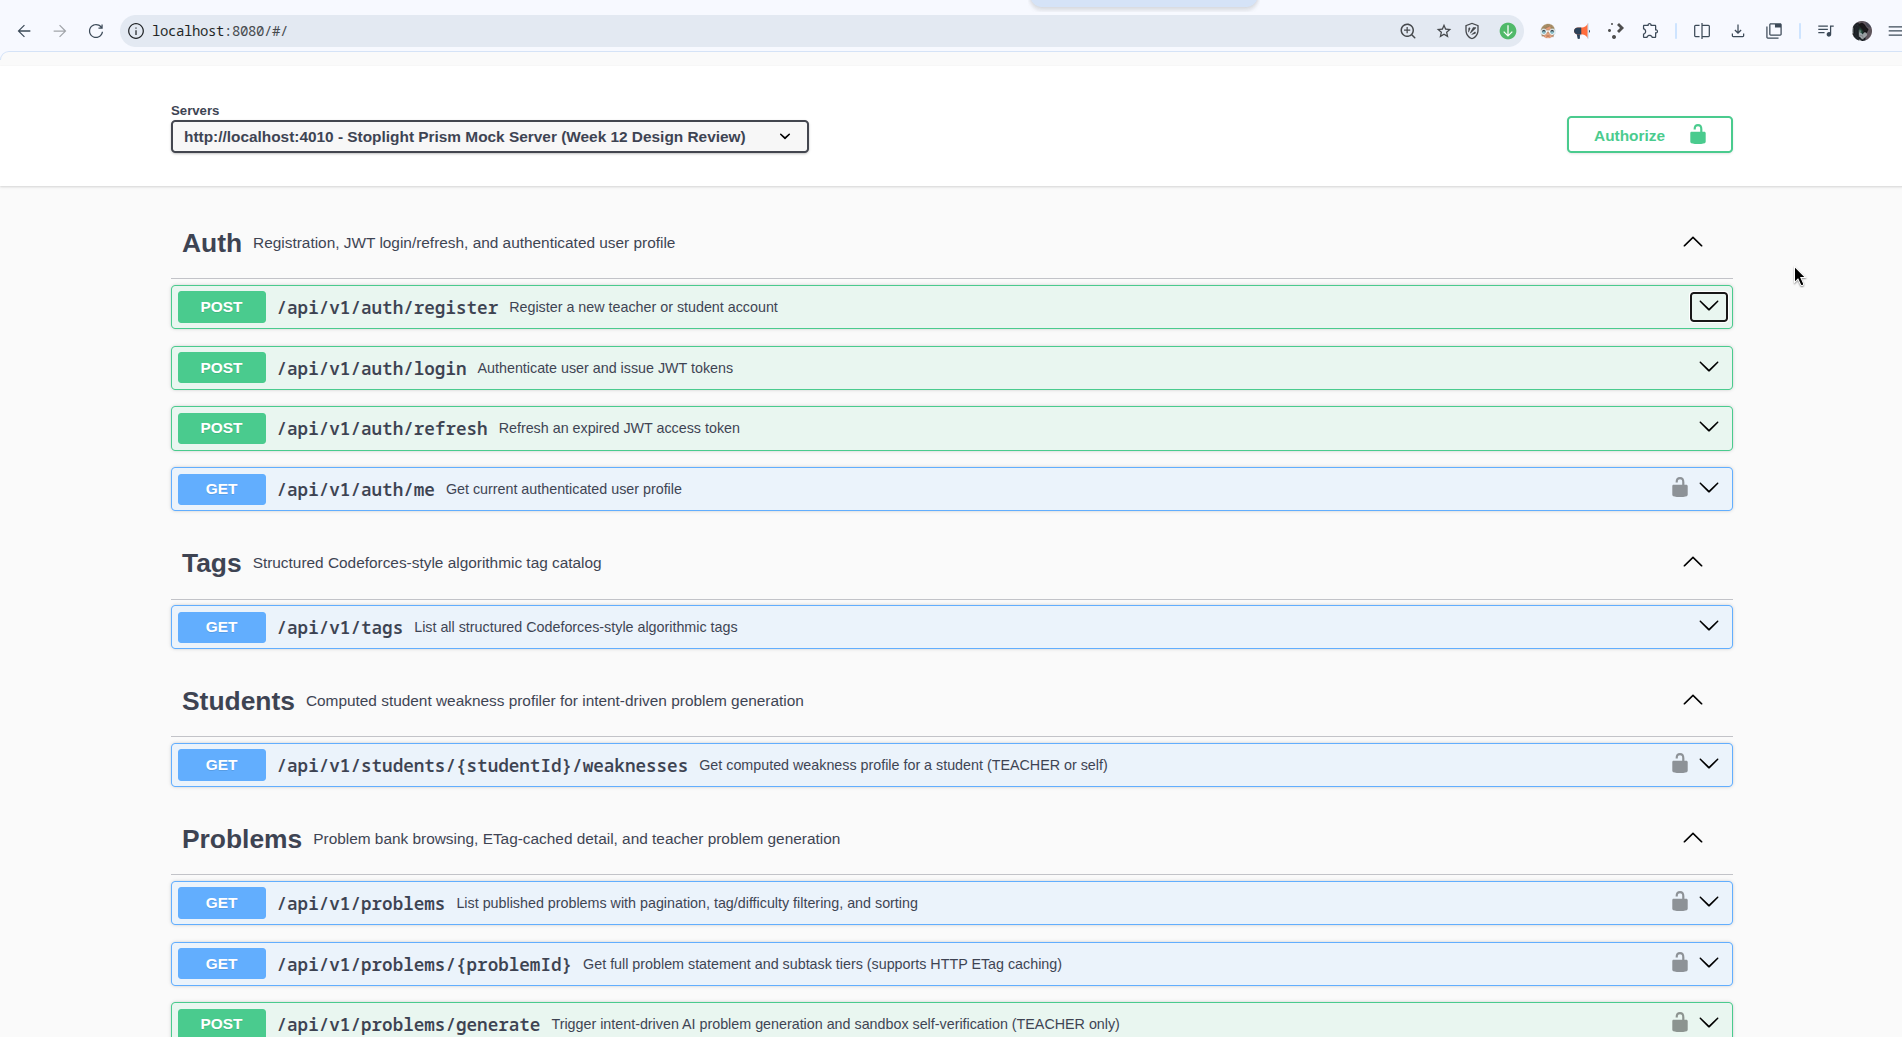 localhost:8080/#/
Servers
http://localhost:4010 - Stoplight Prism Mock Server (Week 12 Design Review)
Authorize
Auth Registration, JWT login/refresh, and authenticated user profile
POST /api/v1/auth/register Register a new teacher or student account
POST /api/v1/auth/login Authenticate user and issue JWT tokens
POST /api/v1/auth/refresh Refresh an expired JWT access token
GET /api/v1/auth/me Get current authenticated user profile
Tags Structured Codeforces-style algorithmic tag catalog
GET /api/v1/tags List all structured Codeforces-style algorithmic tags
Students Computed student weakness profiler for intent-driven problem generation
GET /api/v1/students/{studentId}/weaknesses Get computed weakness profile for a student (TEACHER or self)
Problems Problem bank browsing, ETag-cached detail, and teacher problem generation
GET /api/v1/problems List published problems with pagination, tag/difficulty filtering, and sorting
GET /api/v1/problems/{problemId} Get full problem statement and subtask tiers (supports HTTP ETag caching)
POST /api/v1/problems/generate Trigger intent-driven AI problem generation and sandbox self-verification (TEACHER only)